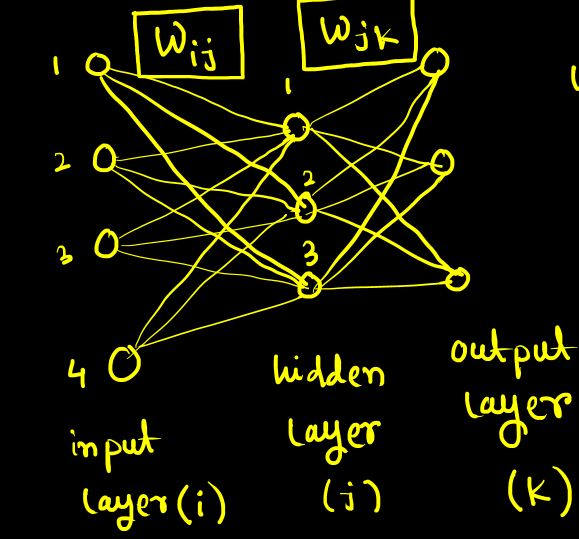 Wij
Wjk
1
2
3
4
1
2
3
input
layer (i)
hidden
layer
(j)
output
layer
(k)